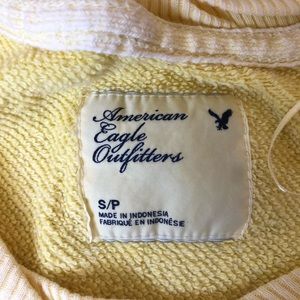 American
Eagle
Outfitters
S/P
MADE IN INDONESIA
FABRIQUÉ EN INDONÉSIE